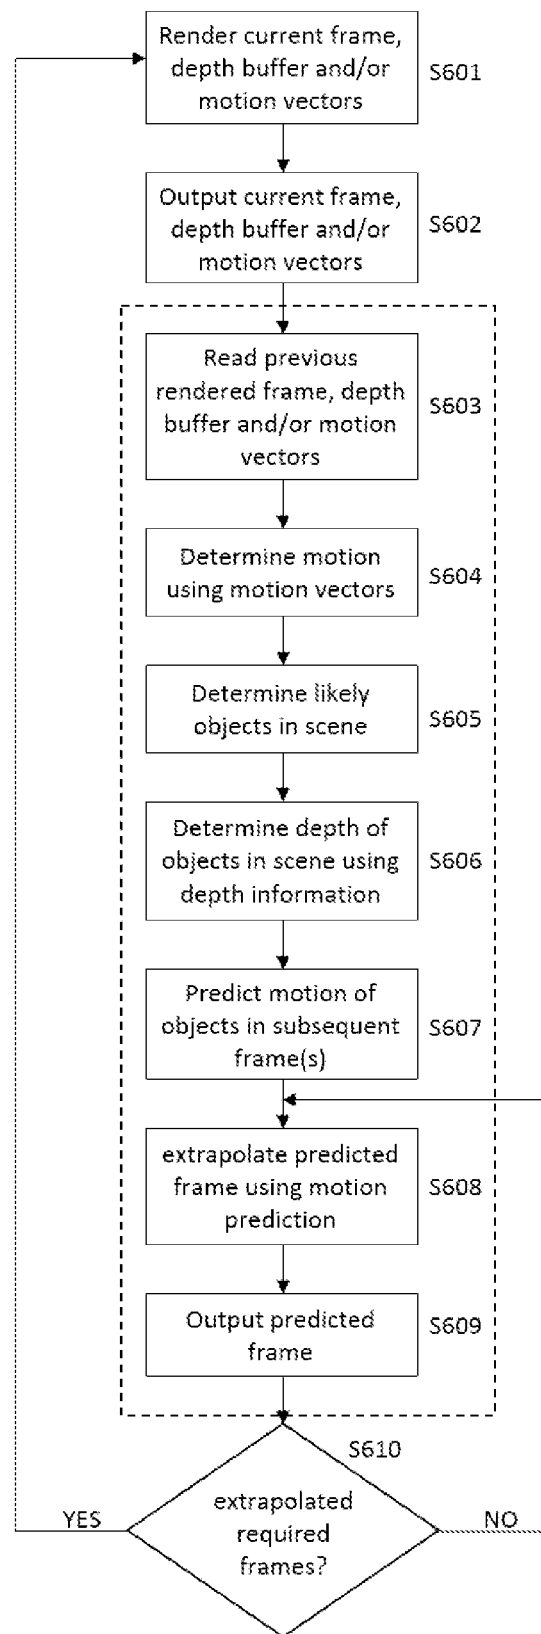 Render current frame,
depth buffer and/or
motion vectors
S601
Output current frame,
depth buffer and/or
motion vectors
S602
Read previous
rendered frame, depth
buffer and/or motion
vectors
S603
Determine motion
using motion vectors
S604
Determine likely
objects in scene
S605
Determine depth of
objects in scene using
depth information
S606
Predict motion of
objects in subsequent
frame(s)
S607
extrapolate predicted
frame using motion
prediction
S608
Output predicted
frame
S609
S610
extrapolated
required
frames?
YES
NO